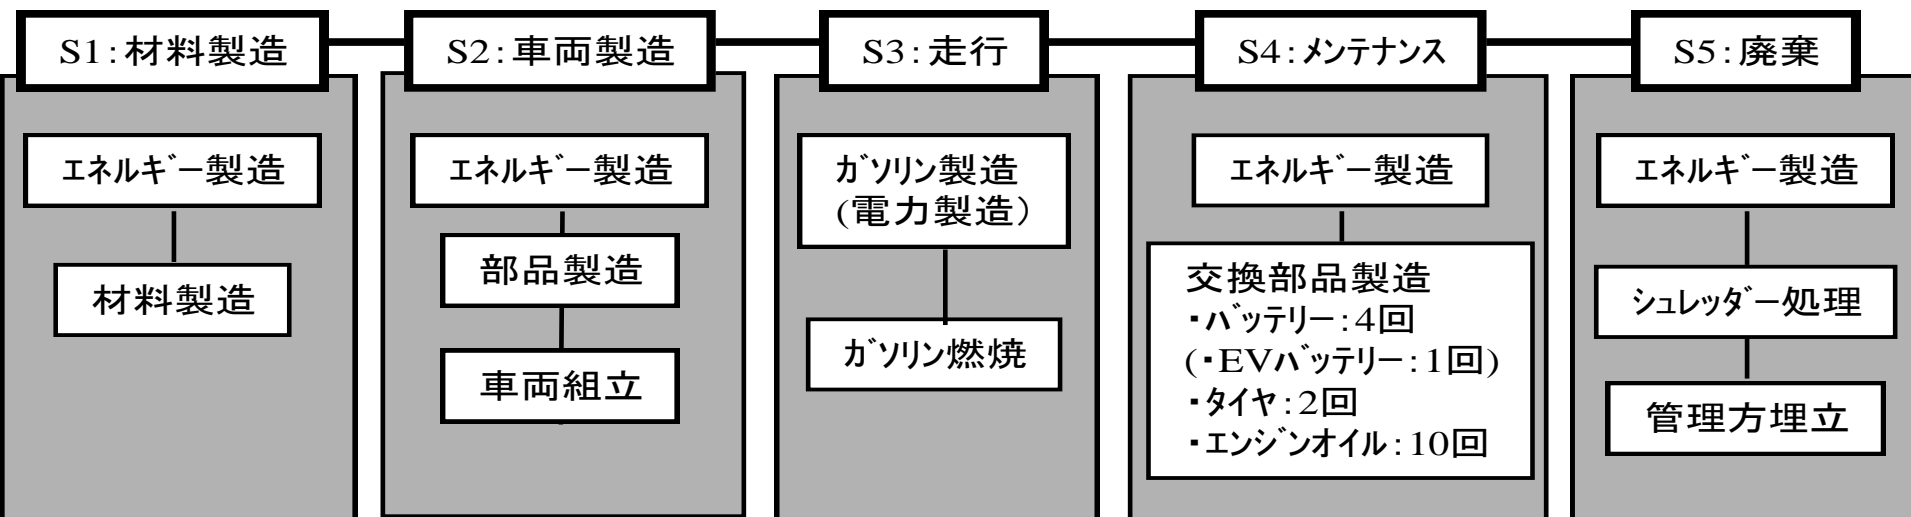 S1:材料製造
S2:車両製造
S3:走行
S4:メンテナンス
S5:廃棄
エネルギー製造
材料製造
エネルギー製造
部品製造
車両組立
ガソリン製造
(電力製造)
ガソリン燃焼
エネルギー製造
交換部品製造
・バッテリー:4回
(・EVバッテリー:1回)
・タイヤ:2回
・エンジンオイル:10回
エネルギー製造
シュレッダー処理
管理方埋立